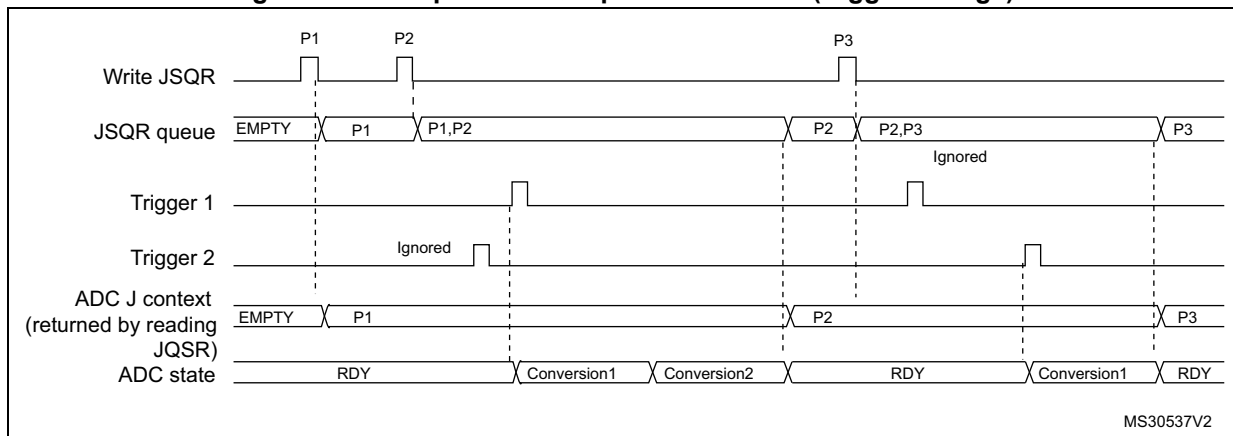 P1 P2 P3
Write JSQR
JSQR queue EMPTY P1 P1,P2 P2 P2,P3 P3
Ignored
Trigger 1
Trigger 2 Ignored
ADC J context
(returned by reading
JQSR)
EMPTY P1 P2 P3
ADC state RDY Conversion1 Conversion2 RDY Conversion1 RDY
MS30537V2